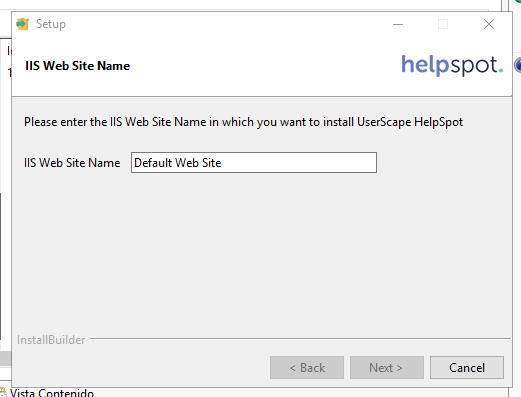 Setup
IIS Web Site Name
helpspot.
Please enter the IIS Web Site Name in which you want to install UserScape HelpSpot
IIS Web Site Name
Default Web Site
InstallBuilder
< Back
Next >
Cancel
Vista Contenido